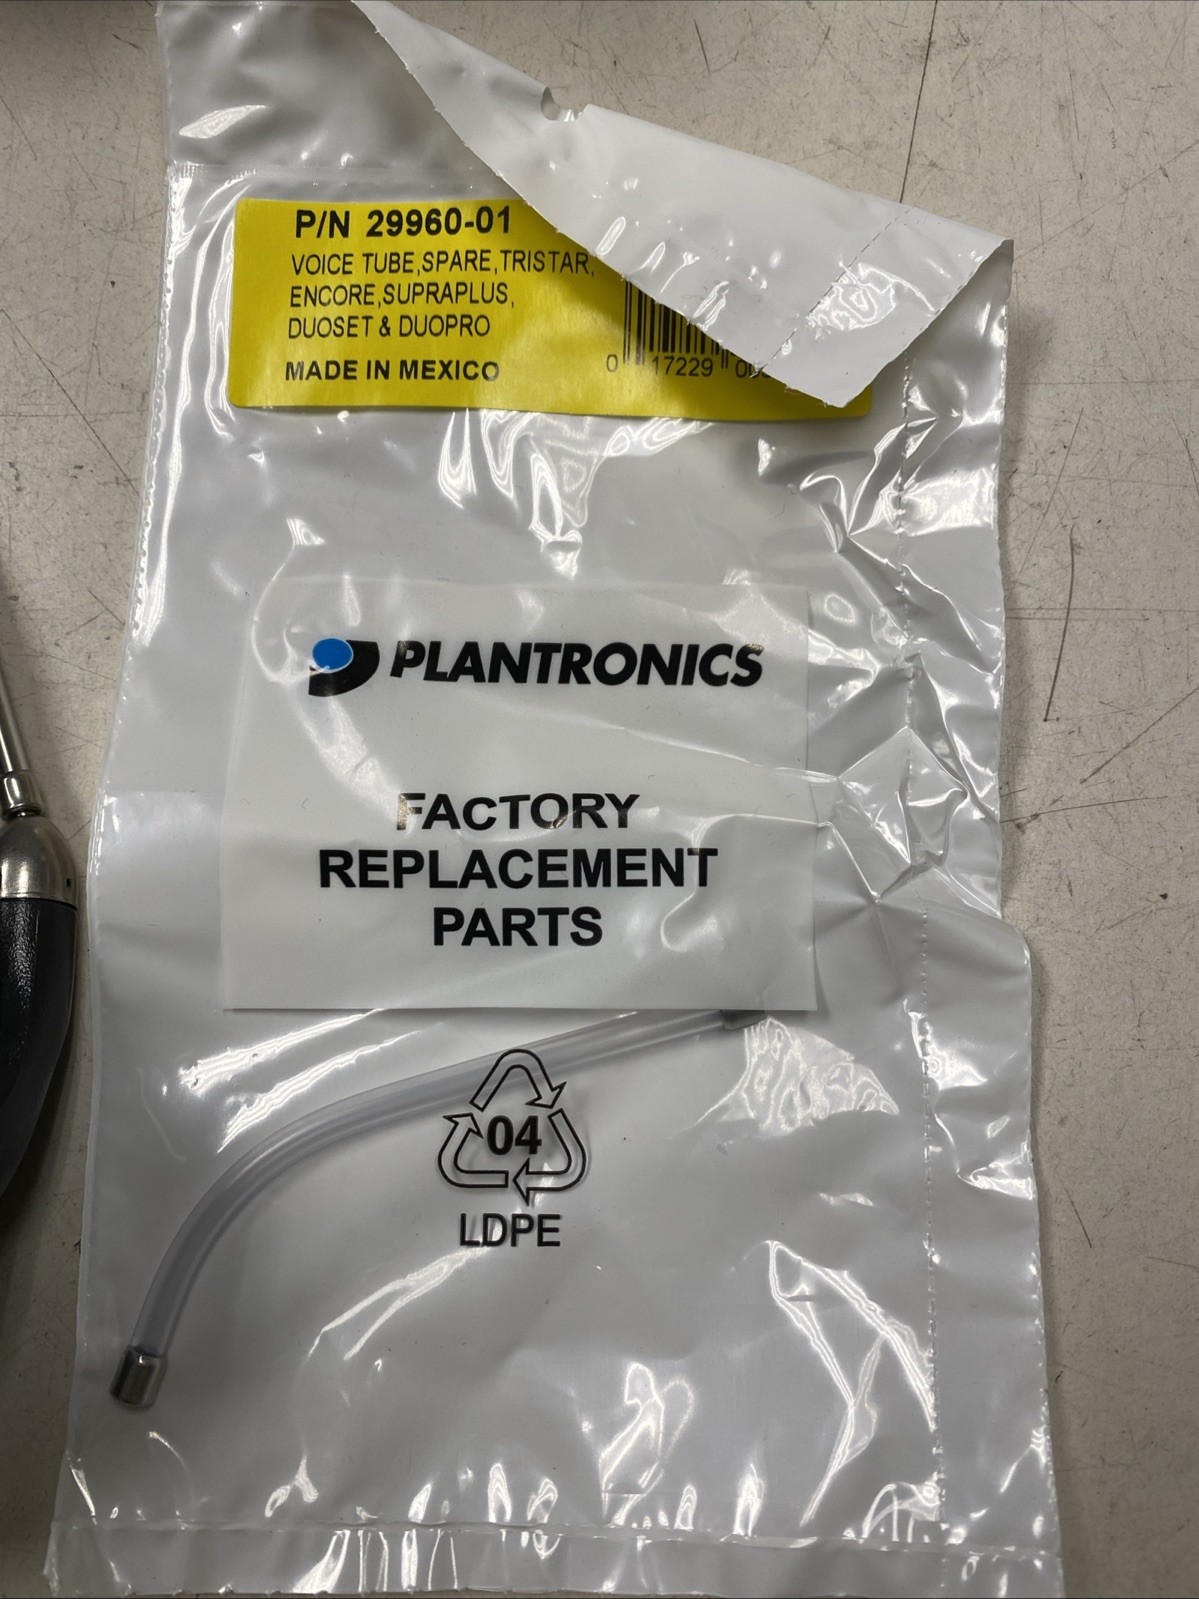 P/N 29960-01
VOICE TUBE,SPARE,TRISTAR,
ENCORE,SUPRAPLUS,
DUOSET & DUOPRO
MADE IN MEXICO
0 17229
PLANTRONICS
FACTORY
REPLACEMENT
PARTS
04
LDPE